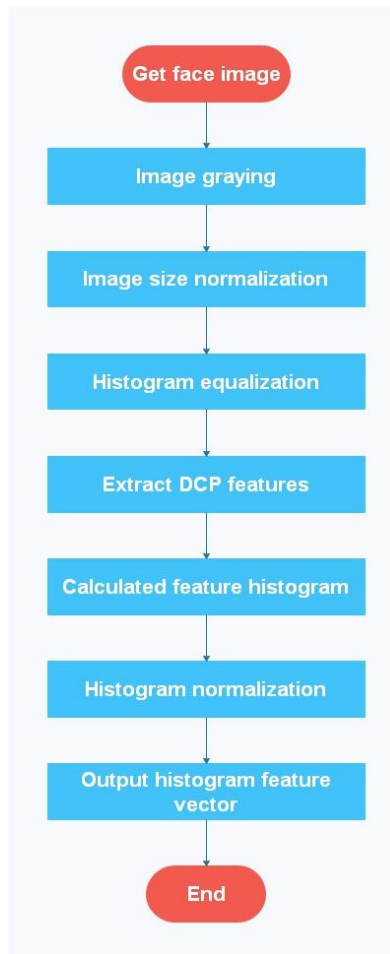 Get face image
Image graying
Image size normalization
Histogram equalization
Extract DCP features
Calculated feature histogram
Histogram normalization
Output histogram feature
vector
End